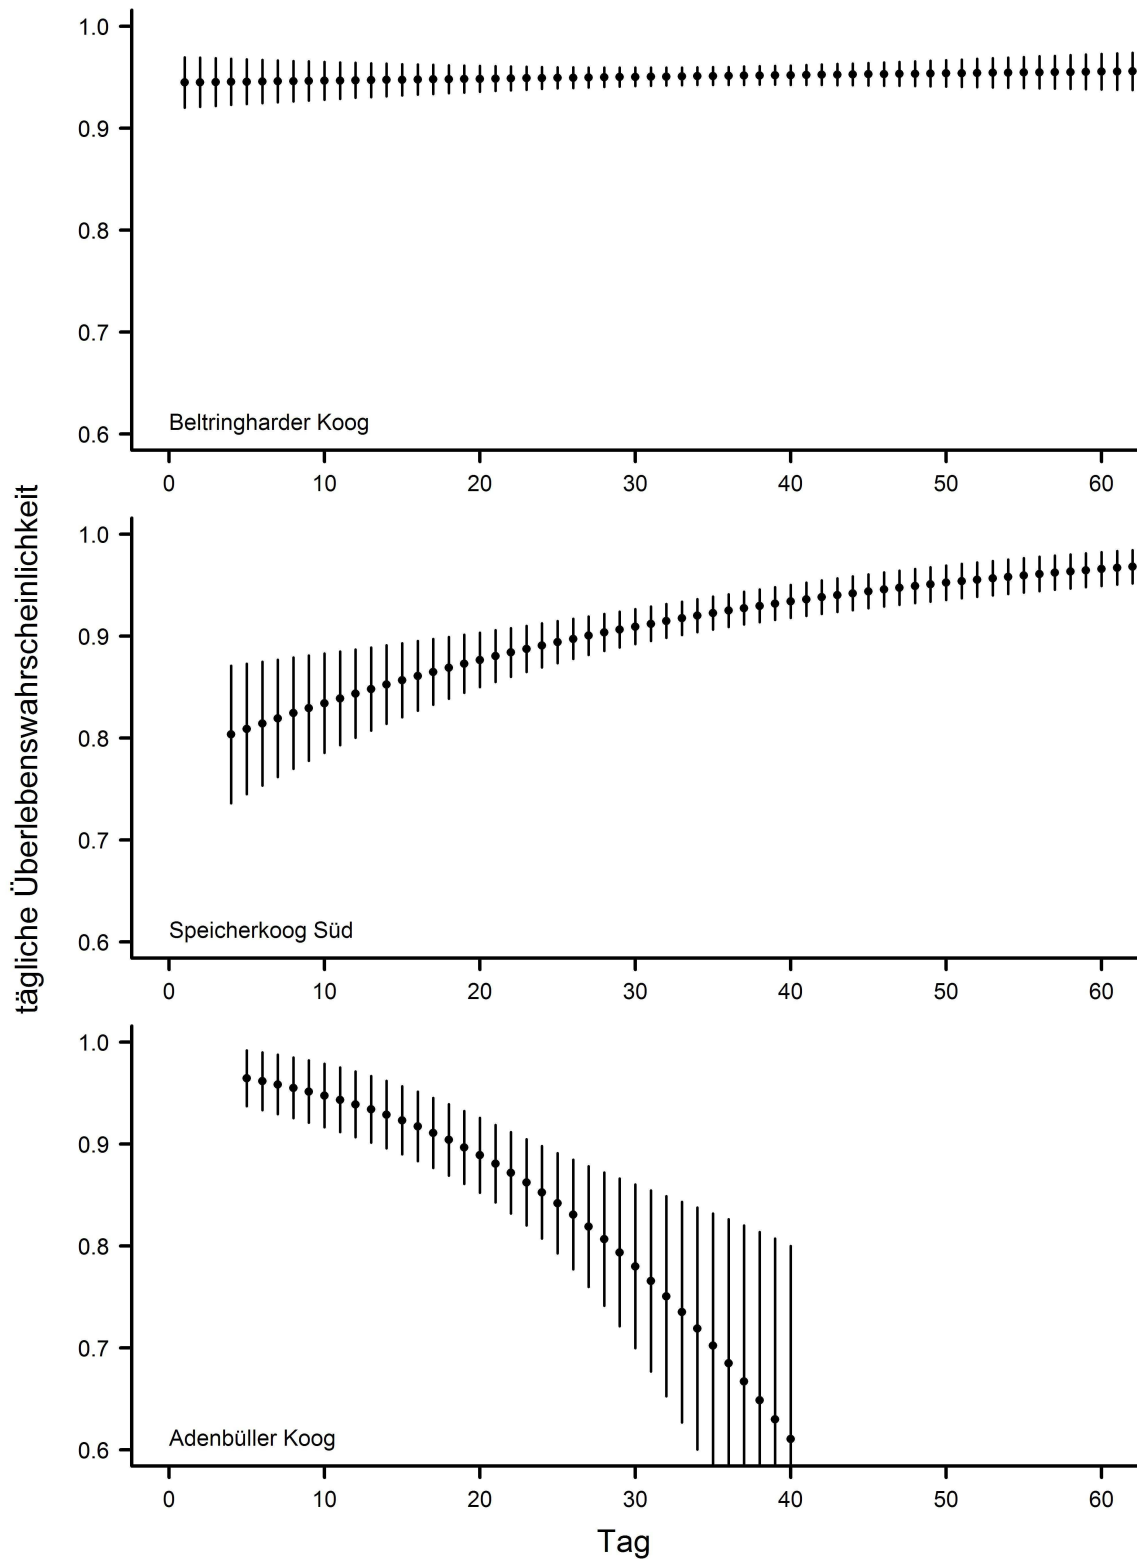 tägliche Überlebenswahrscheinlichkeit
1.0
0.9
0.8
0.7
0.6
Beltringharder Koog
0 10 20 30 40 50 60
1.0
0.9
0.8
0.7
0.6
Speicherkoog Süd
0 10 20 30 40 50 60
1.0
0.9
0.8
0.7
0.6
Adenbüller Koog
0 10 20 30 40 50 60
Tag